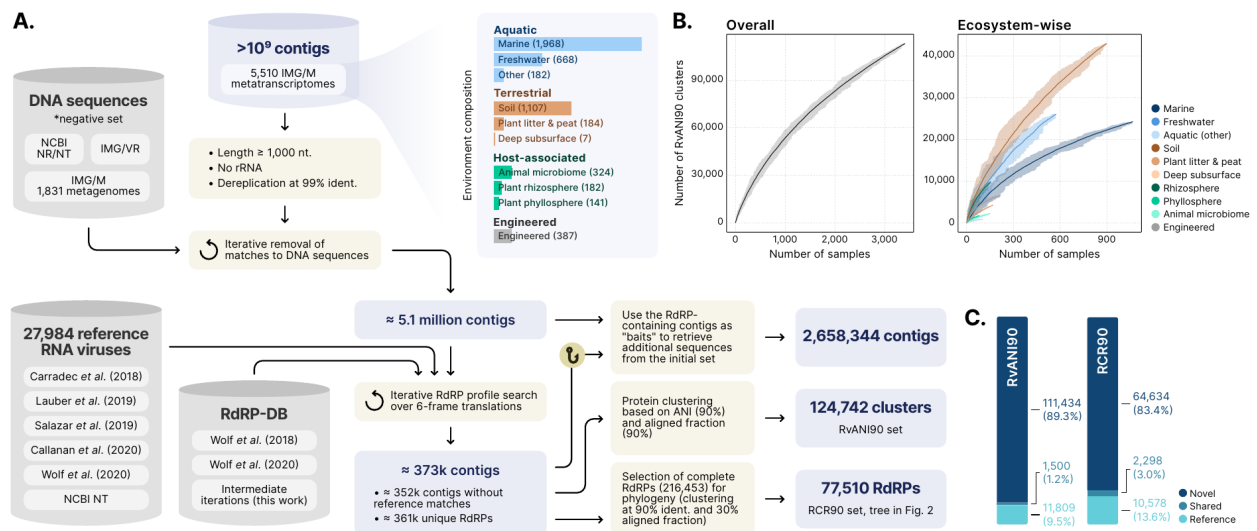 A.
>10⁹ contigs
5,510 IMG/M
metatranscriptomes
DNA sequences
*negative set
NCBI
NR/NT
IMG/VR
IMG/M
1,831 metagenomes
• Length ≥ 1,000 nt.
• No rRNA
• Dereplication at 99% ident.
Iterative removal of
matches to DNA sequences
Environment composition
Aquatic
Marine (1,968)
Freshwater (668)
Other (182)
Terrestrial
Soil (1,107)
Plant litter & peat (184)
Deep subsurface (7)
Host-associated
Animal microbiome (324)
Plant rhizosphere (182)
Plant phyllosphere (141)
Engineered
Engineered (387)
27,984 reference
RNA viruses
Carradec et al. (2018)
Lauber et al. (2019)
Salazar et al. (2019)
Callanan et al. (2020)
Wolf et al. (2020)
NCBI NT
RdRP-DB
Wolf et al. (2018)
Wolf et al. (2020)
Intermediate
iterations (this work)
≈ 5.1 million contigs
Iterative RdRP profile search
over 6-frame translations
≈ 373k contigs
• ≈ 352k contigs without
reference matches
• ≈ 361k unique RdRPs
Use the RdRP-
containing contigs as
"baits" to retrieve
additional sequences
from the initial set
2,658,344 contigs
Protein clustering
based on ANI (90%)
and aligned fraction
(90%)
124,742 clusters
RvANI90 set
Selection of complete
RdRPs (216,453) for
phylogeny (clustering
at 90% ident. and 30%
aligned fraction)
77,510 RdRPs
RCR90 set, tree in Fig. 2
B.
Overall
Number of RvANI90 clusters
90,000
60,000
30,000
0
0
1,000
2,000
3,000
Number of samples
Ecosystem-wise
40,000
30,000
20,000
10,000
0
0
300
600
900
Number of samples
Marine
Freshwater
Aquatic (other)
Soil
Plant litter & peat
Deep subsurface
Rhizosphere
Phyllosphere
Animal microbiome
Engineered
C.
RvANI90
111,434
(89.3%)
1,500
(1.2%)
11,809
(9.5%)
RCR90
64,634
(83.4%)
2,298
(3.0%)
10,578
(13.6%)
Novel
Shared
Reference